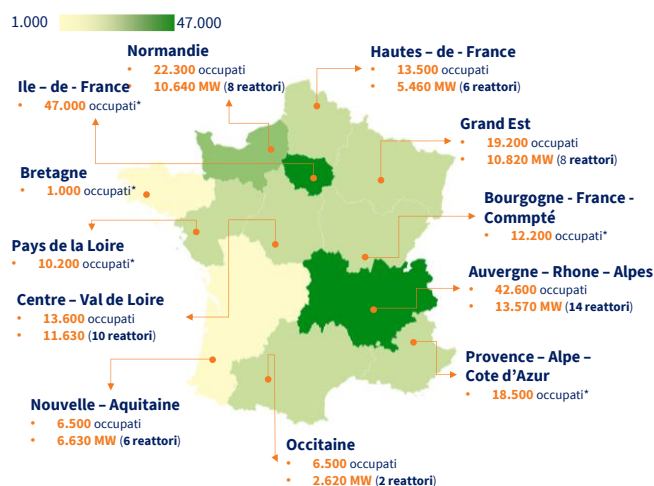 1.000 47.000
Normandie
• 22.300 occupati
• 10.640 MW (8 reattori)
Hautes – de - France
• 13.500 occupati
• 5.460 MW (6 reattori)
Ile – de - France
• 47.000 occupati*
Grand Est
• 19.200 occupati
• 10.820 MW (8 reattori)
Bretagne
• 1.000 occupati*
Bourgogne - France -
Commpté
• 12.200 occupati*
Pays de la Loire
• 10.200 occupati*
Auvergne – Rhone – Alpes
• 42.600 occupati
• 13.570 MW (14 reattori)
Centre – Val de Loire
• 13.600 occupati
• 11.630 (10 reattori)
Provence – Alpe –
Cote d’Azur
• 18.500 occupati*
Nouvelle – Aquitaine
• 6.500 occupati
• 6.630 MW (6 reattori)
Occitaine
• 6.500 occupati
• 2.620 MW (2 reattori)